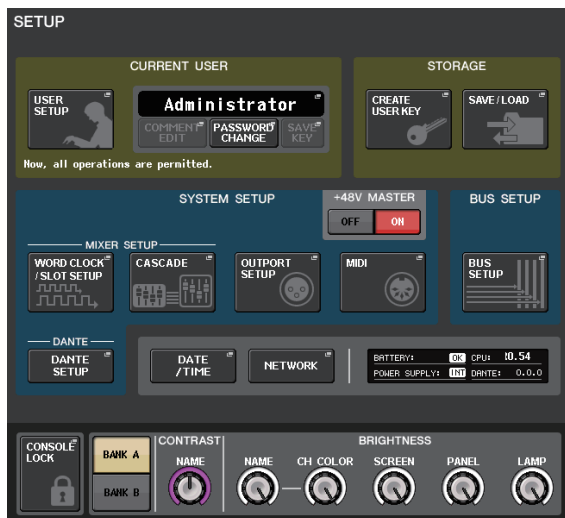 SETUP
CURRENT USER
STORAGE
USER
SETUP
Administrator
COMMENT
EDIT
PASSWORD
CHANGE
SAVE
KEY
Now, all operations are permitted.
CREATE
USER KEY
SAVE/LOAD
SYSTEM SETUP
+48V MASTER
OFF
ON
BUS SETUP
MIXER
SETUP
WORD CLOCK
/SLOT SETUP
CASCADE
OUTPORT
SETUP
MIDI
BUS
SETUP
DANTE
DANTE
SETUP
DATE
/TIME
NETWORK
BATTERY: OK CPU: 0.54
POWER SUPPLY: INT DANTE: 0.0.0
CONSOLE
LOCK
BANK A
BANK B
CONTRAST
NAME
BRIGHTNESS
NAME
CH COLOR
SCREEN
PANEL
LAMP